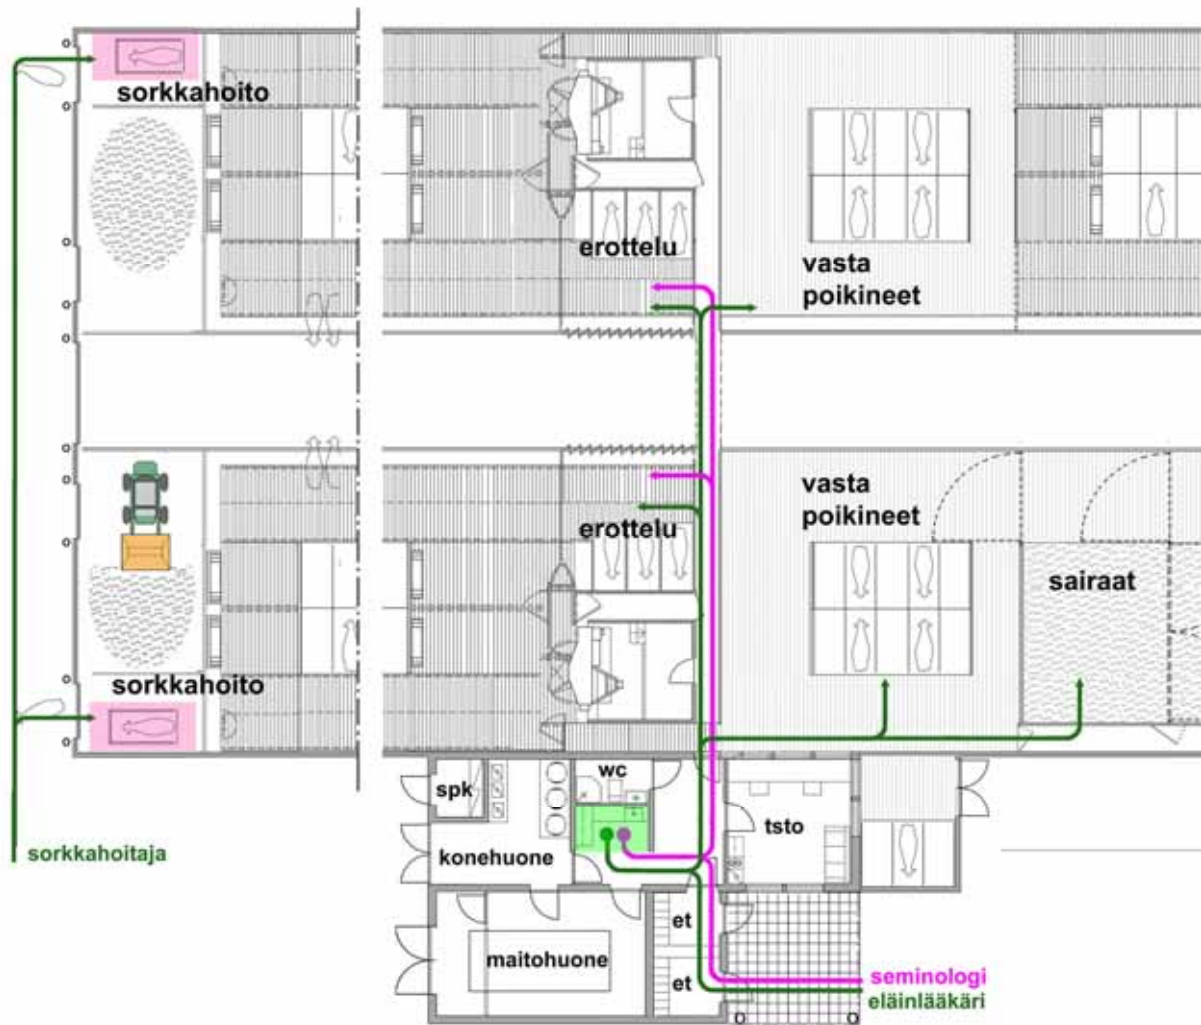 sorkkahoito
erottelu
vasta
poikineet
vasta
poikineet
erottelu
sairaat
sorkkahoito
wc
spk
tsto
sorkkahoitaja
konehuone
et
maitohuone
et
seminologi
eläinlääkäri